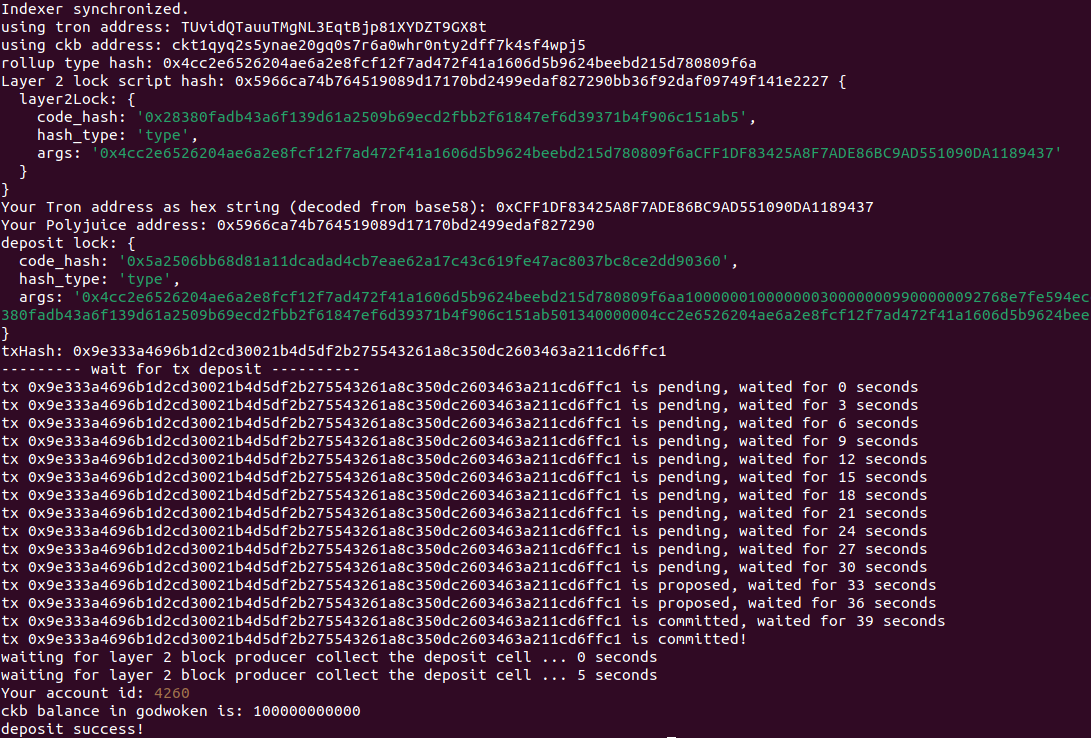 Indexer synchronized.
using tron address: TUvidQTauuTMgNL3EqtBjp81XYDZT9GX8t
using ckb address: ckt1qyq2s5ynae20gq0s7r6a0whr0nty2dff7k4sf4wpj5
rollup type hash: 0x4cc2e6526204ae6a2e8fcf12f7ad472f41a1606d5b9624beebd215d780809f6a
Layer 2 lock script hash: 0x5966ca74b764519089d17170bd2499edaf827290bb36f92daf09749f141e2227 {
  layer2Lock: {
    code_hash: '0x28380fadb43a6f139d61a2509b69ecd2fbb2f61847ef6d39371b4f906c151ab5',
    hash_type: 'type',
    args: '0x4cc2e6526204ae6a2e8fcf12f7ad472f41a1606d5b9624beebd215d780809f6aCFF1DF83425A8F7ADE86BC9AD551090DA1189437'
  }
}
Your Tron address as hex string (decoded from base58): 0xCFF1DF83425A8F7ADE86BC9AD551090DA1189437
Your Polyjuice address: 0x5966ca74b764519089d17170bd2499edaf827290
deposit lock: {
  code_hash: '0x5a2506bb68d81a11dcadad4cb7eae62a17c43c619fe47ac8037bc8ce2dd90360',
  hash_type: 'type',
  args: '0x4cc2e6526204ae6a2e8fcf12f7ad472f41a1606d5b9624beebd215d780809f6aa100000010000000300000009900000092768e7fe594ec
380fadb43a6f139d61a2509b69ecd2fbb2f61847ef6d39371b4f906c151ab501340000004cc2e6526204ae6a2e8fcf12f7ad472f41a1606d5b9624bee
}
txHash: 0x9e333a4696b1d2cd30021b4d5df2b275543261a8c350dc2603463a211cd6ffc1
--------- wait for tx deposit ----------
tx 0x9e333a4696b1d2cd30021b4d5df2b275543261a8c350dc2603463a211cd6ffc1 is pending, waited for 0 seconds
tx 0x9e333a4696b1d2cd30021b4d5df2b275543261a8c350dc2603463a211cd6ffc1 is pending, waited for 3 seconds
tx 0x9e333a4696b1d2cd30021b4d5df2b275543261a8c350dc2603463a211cd6ffc1 is pending, waited for 6 seconds
tx 0x9e333a4696b1d2cd30021b4d5df2b275543261a8c350dc2603463a211cd6ffc1 is pending, waited for 9 seconds
tx 0x9e333a4696b1d2cd30021b4d5df2b275543261a8c350dc2603463a211cd6ffc1 is pending, waited for 12 seconds
tx 0x9e333a4696b1d2cd30021b4d5df2b275543261a8c350dc2603463a211cd6ffc1 is pending, waited for 15 seconds
tx 0x9e333a4696b1d2cd30021b4d5df2b275543261a8c350dc2603463a211cd6ffc1 is pending, waited for 18 seconds
tx 0x9e333a4696b1d2cd30021b4d5df2b275543261a8c350dc2603463a211cd6ffc1 is pending, waited for 21 seconds
tx 0x9e333a4696b1d2cd30021b4d5df2b275543261a8c350dc2603463a211cd6ffc1 is pending, waited for 24 seconds
tx 0x9e333a4696b1d2cd30021b4d5df2b275543261a8c350dc2603463a211cd6ffc1 is pending, waited for 27 seconds
tx 0x9e333a4696b1d2cd30021b4d5df2b275543261a8c350dc2603463a211cd6ffc1 is pending, waited for 30 seconds
tx 0x9e333a4696b1d2cd30021b4d5df2b275543261a8c350dc2603463a211cd6ffc1 is proposed, waited for 33 seconds
tx 0x9e333a4696b1d2cd30021b4d5df2b275543261a8c350dc2603463a211cd6ffc1 is proposed, waited for 36 seconds
tx 0x9e333a4696b1d2cd30021b4d5df2b275543261a8c350dc2603463a211cd6ffc1 is committed, waited for 39 seconds
tx 0x9e333a4696b1d2cd30021b4d5df2b275543261a8c350dc2603463a211cd6ffc1 is committed!
waiting for layer 2 block producer collect the deposit cell ... 0 seconds
waiting for layer 2 block producer collect the deposit cell ... 5 seconds
Your account id: 4260
ckb balance in godwoken is: 100000000000
deposit success!